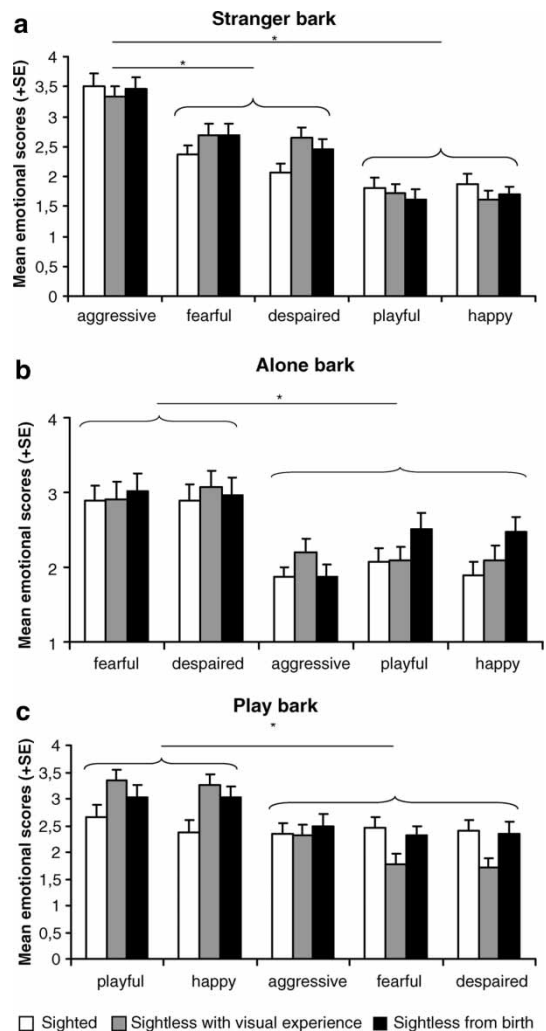 a
Stranger bark
*
*
Mean emotional scores (+SE)
4
3,5
3
2,5
2
1,5
1
0,5
0
aggressive fearful despaired playful happy
b
Alone bark
*
Mean emotional scores (+SE)
4
3
2
1
fearful despaired aggressive playful happy
c
Play bark
*
Mean emotional scores (+SE)
4
3,5
3
2,5
2
1,5
1
0,5
0
playful happy aggressive fearful despaired
Sighted Sightless with visual experience Sightless from birth